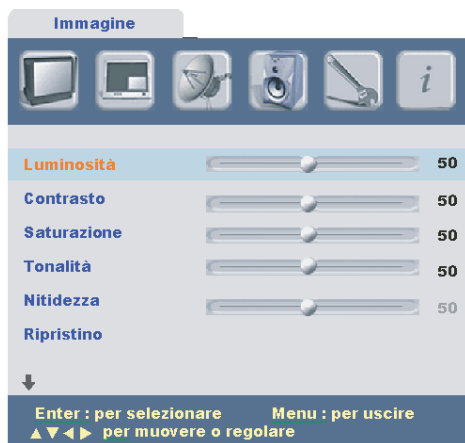 Immagine
i
Luminosità 50
Contrasto 50
Saturazione 50
Tonalità 50
Nitidezza 50
Ripristino
Enter : per selezionare Menu : per uscire
▲▼◀▶ per muovere o regolare